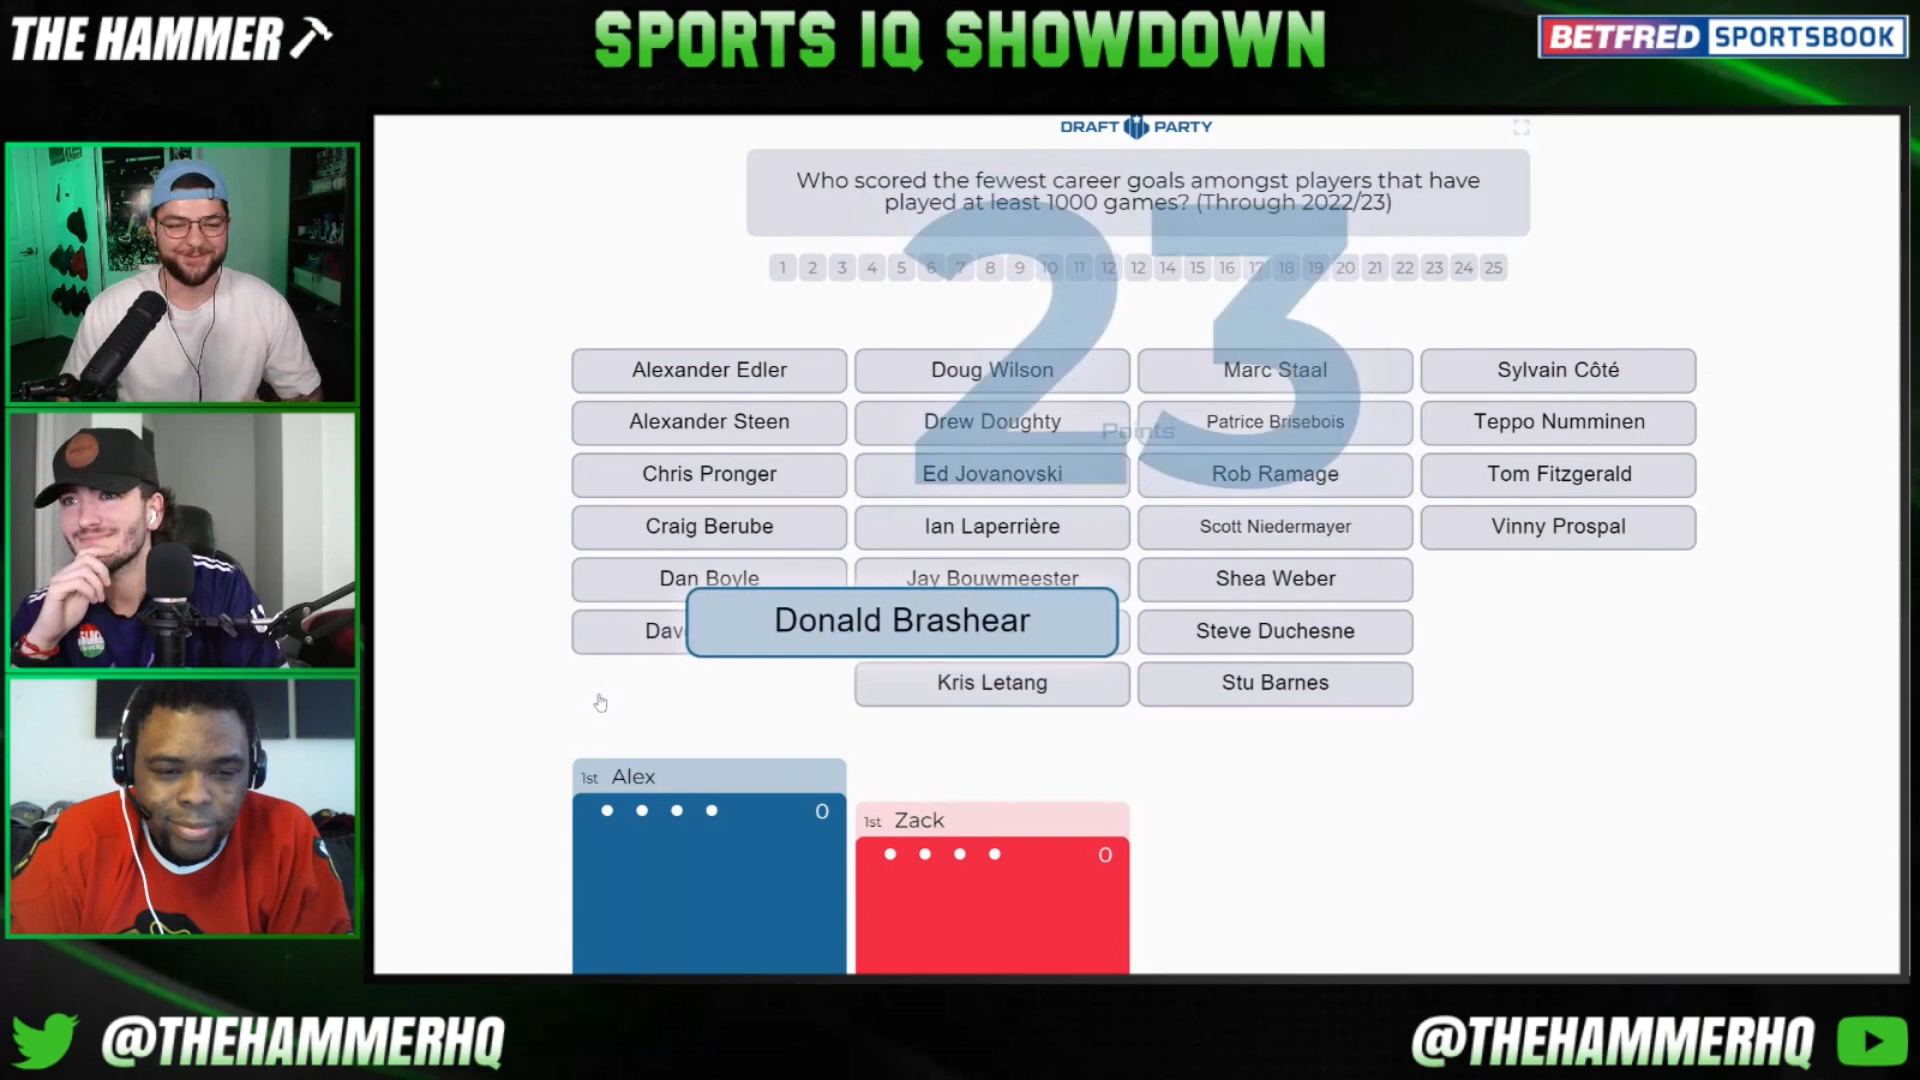 THE HAMMER
SPORTS IQ SHOWDOWN
BETFRED SPORTSBOOK
DRAFT PARTY
Who scored the fewest career goals amongst players that have
played at least 1000 games? (Through 2022/23)
1 2 3 4 5 6 7 8 9 10 11 12 12 14 15 16 17 18 19 20 21 22 23 24 25
23
Points
Alexander Edler Doug Wilson Marc Staal Sylvain Côté
Alexander Steen Drew Doughty Patrice Brisebois Teppo Numminen
Chris Pronger Ed Jovanovski Rob Ramage Tom Fitzgerald
Craig Berube Ian Laperrière Scott Niedermayer Vinny Prospal
Dan Boyle Jay Bouwmeester Shea Weber
Donald Brashear Steve Duchesne
Kris Letang Stu Barnes
1st Alex
0
1st Zack
0
@THEHAMMERHQ
@THEHAMMERHQ